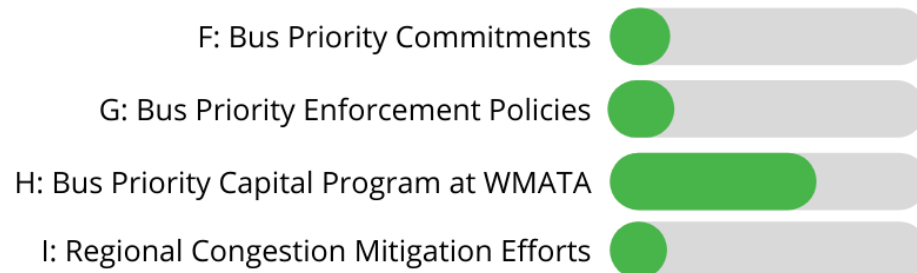 F: Bus Priority Commitments
G: Bus Priority Enforcement Policies
H: Bus Priority Capital Program at WMATA
I: Regional Congestion Mitigation Efforts